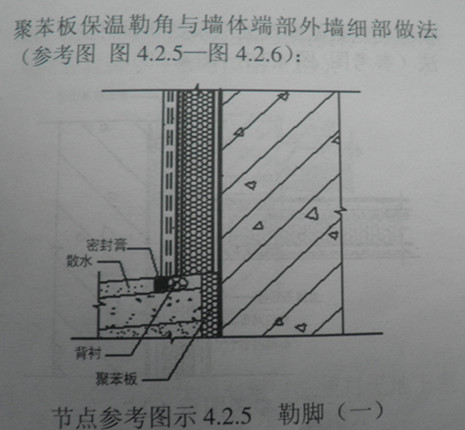 聚苯板保温勒角与墙体端部外墙细部做法
（参考图 图 4.2.5—图 4.2.6）：
密封膏
散水
背衬
聚苯板
节点参考图示 4.2.5 勒脚（一）